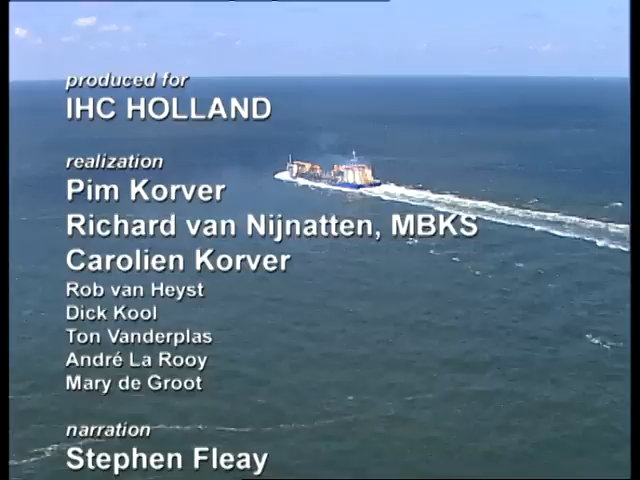 produced for
IHC HOLLAND
realization
Pim Korver
Richard van Nijnatten, MBKS
Carolien Korver
Rob van Heyst
Dick Kool
Ton Vanderplas
André La Rooy
Mary de Groot
narration
Stephen Fleay